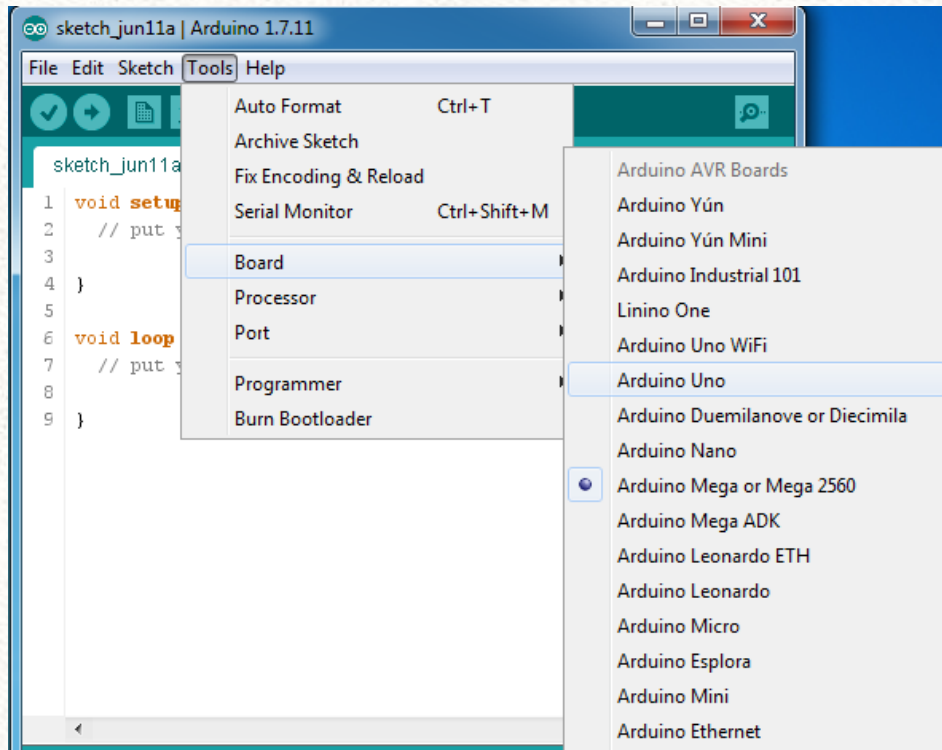 sketch_jun11a | Arduino 1.7.11
File Edit Sketch Tools Help
Auto Format Ctrl+T
Archive Sketch
Fix Encoding & Reload
Serial Monitor Ctrl+Shift+M
Board
Processor
Port
Programmer
Burn Bootloader
sketch_jun11a
1 void setup
2 // put
3
4 }
5
6 void loop
7 // put
8
9 }
Arduino AVR Boards
Arduino Yún
Arduino Yún Mini
Arduino Industrial 101
Linino One
Arduino Uno WiFi
Arduino Uno
Arduino Duemilanove or Diecimila
Arduino Nano
Arduino Mega or Mega 2560
Arduino Mega ADK
Arduino Leonardo ETH
Arduino Leonardo
Arduino Micro
Arduino Esplora
Arduino Mini
Arduino Ethernet